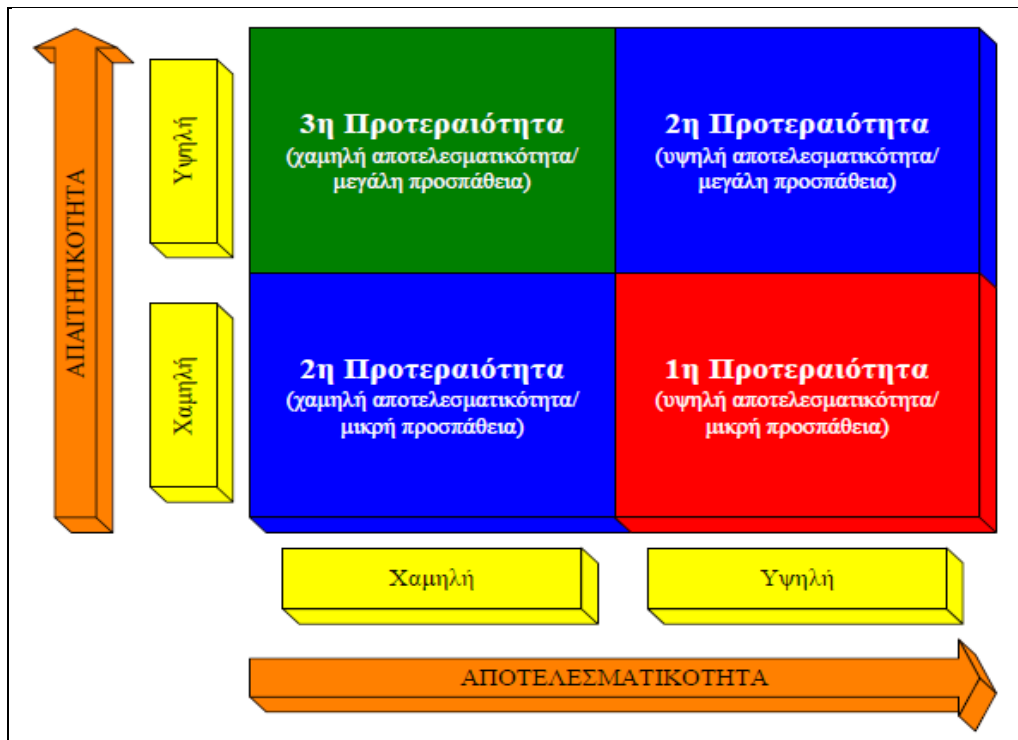 ΑΠΑΙΤΗΤΙΚΟΤΗΤΑ
Υψηλή
3η Προτεραιότητα
(χαμηλή αποτελεσματικότητα/
μεγάλη προσπάθεια)
2η Προτεραιότητα
(υψηλή αποτελεσματικότητα/
μεγάλη προσπάθεια)
Χαμηλή
2η Προτεραιότητα
(χαμηλή αποτελεσματικότητα/
μικρή προσπάθεια)
1η Προτεραιότητα
(υψηλή αποτελεσματικότητα/
μικρή προσπάθεια)
Χαμηλή
Υψηλή
ΑΠΟΤΕΛΕΣΜΑΤΙΚΟΤΗΤΑ